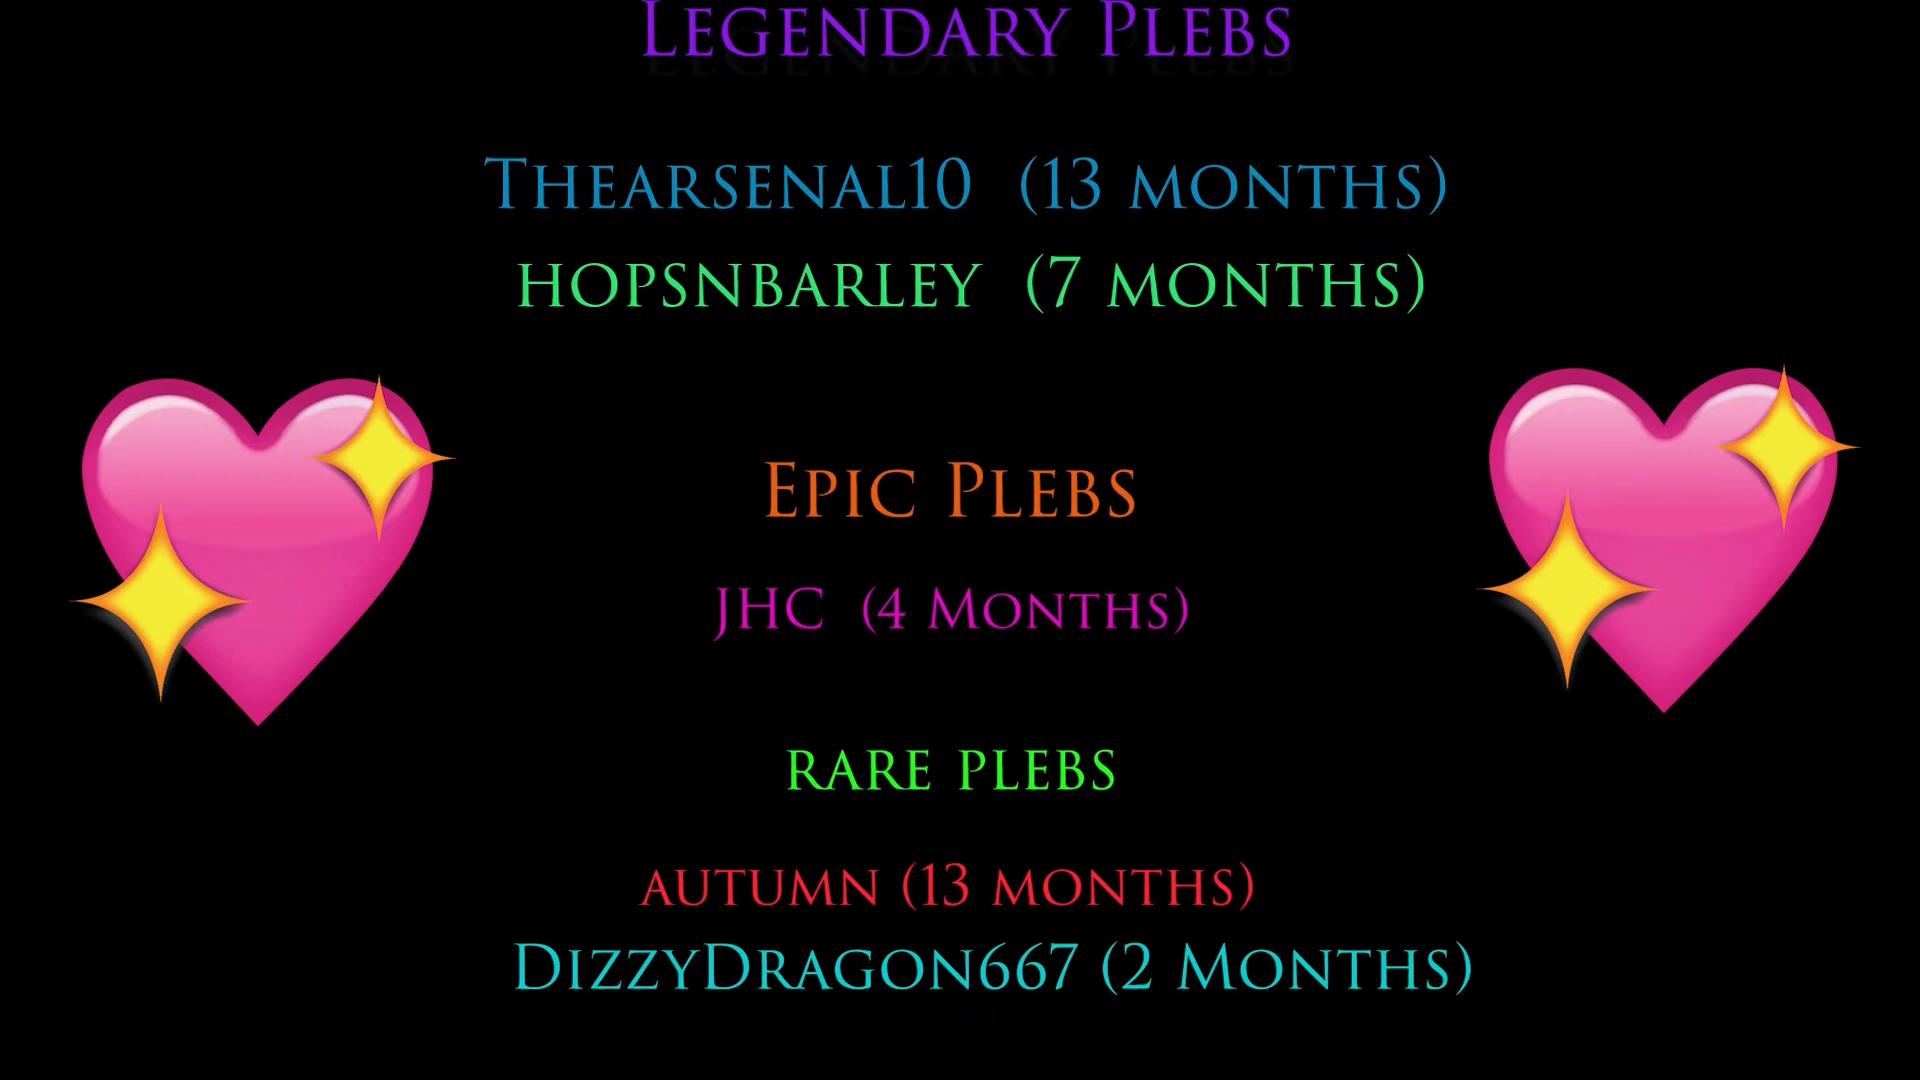 Legendary Plebs
Thearsenal10 (13 months)
hopsnbarley (7 months)
Epic Plebs
JHC (4 Months)
rare plebs
autumn (13 months)
DizzyDragon667 (2 Months)